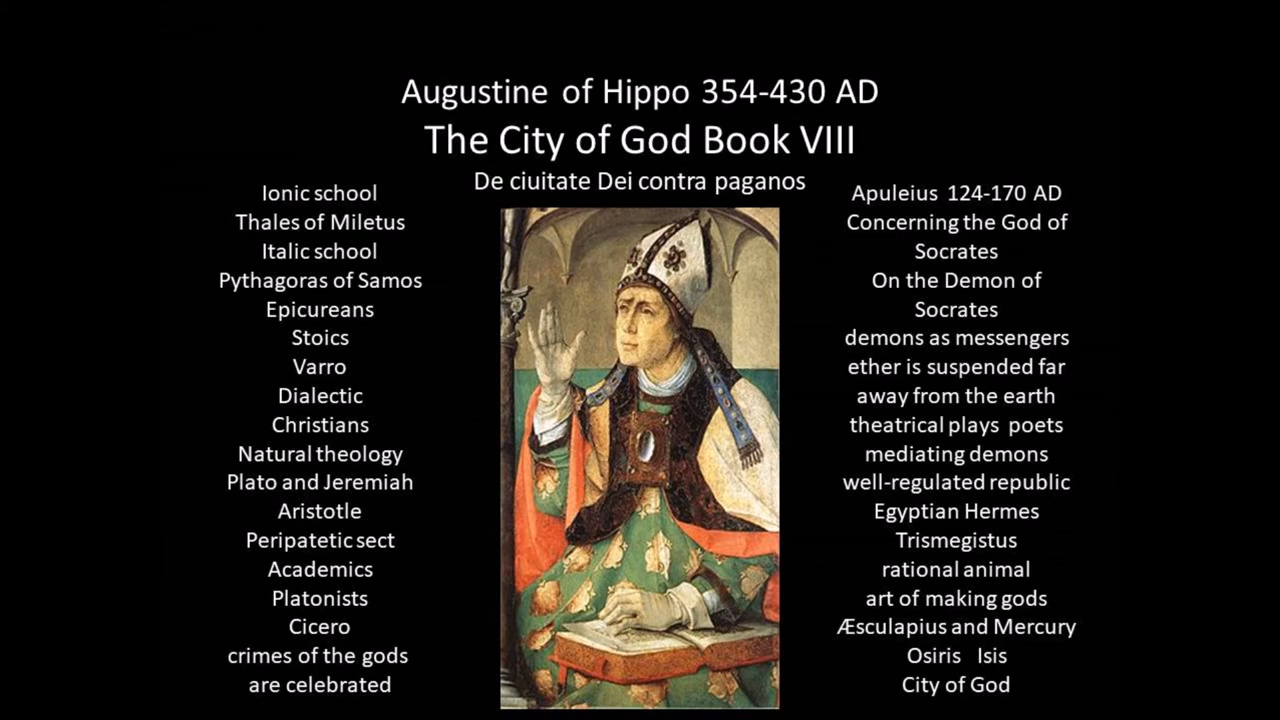 Augustine of Hippo 354-430 AD
The City of God Book VIII
De ciuitate Dei contra paganos
Ionic school
Thales of Miletus
Italic school
Pythagoras of Samos
Epicureans
Stoics
Varro
Dialectic
Christians
Natural theology
Plato and Jeremiah
Aristotle
Peripatetic sect
Academics
Platonists
Cicero
crimes of the gods
are celebrated
Apuleius 124-170 AD
Concerning the God of
Socrates
On the Demon of
Socrates
demons as messengers
ether is suspended far
away from the earth
theatrical plays poets
mediating demons
well-regulated republic
Egyptian Hermes
Trismegistus
rational animal
art of making gods
Æsculapius and Mercury
Osiris Isis
City of God